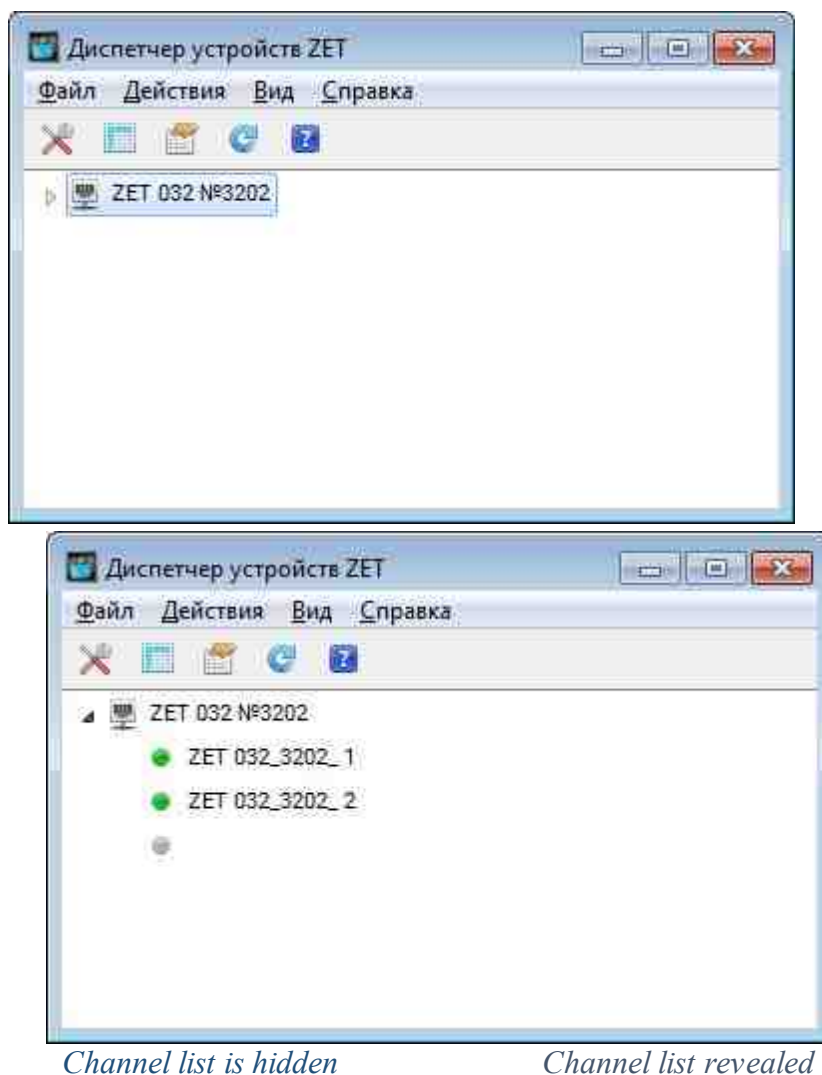 Диспетчер устройств ZET
Файл Действия Вид Справка
ZET 032 №3202
Диспетчер устройств ZET
Файл Действия Вид Справка
ZET 032 №3202
ZET 032_3202_ 1
ZET 032_3202_ 2
Channel list is hidden Channel list revealed